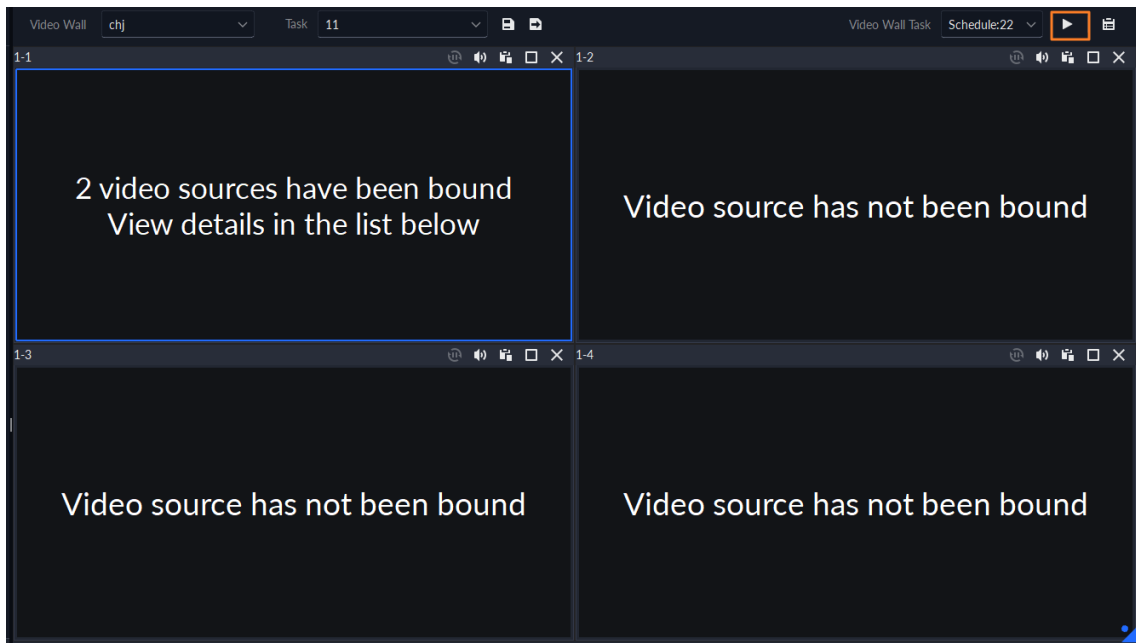 Video Wall chj Task 11 Video Wall Task Schedule:22
1-1
2 video sources have been bound
View details in the list below
1-2
Video source has not been bound
1-3
Video source has not been bound
1-4
Video source has not been bound